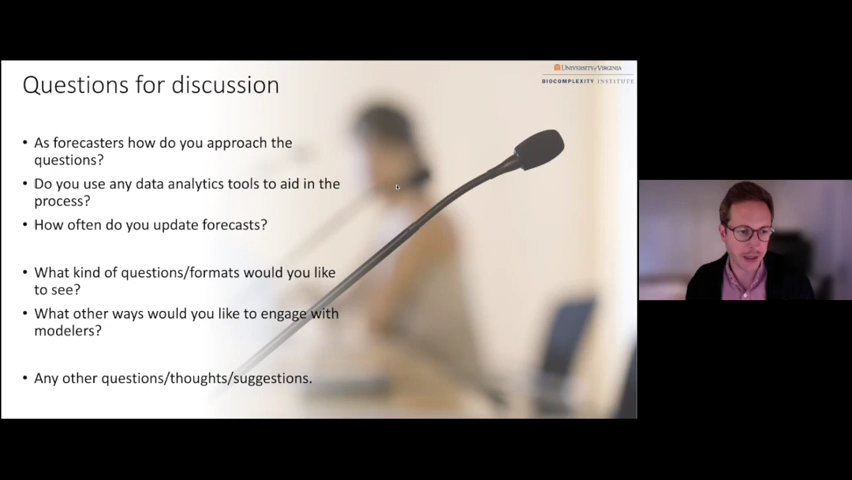 Questions for discussion
UNIVERSITY of VIRGINIA
BIOCOMPLEXITY INSTITUTE
• As forecasters how do you approach the
questions?
• Do you use any data analytics tools to aid in the
process?
• How often do you update forecasts?
• What kind of questions/formats would you like
to see?
• What other ways would you like to engage with
modelers?
• Any other questions/thoughts/suggestions.